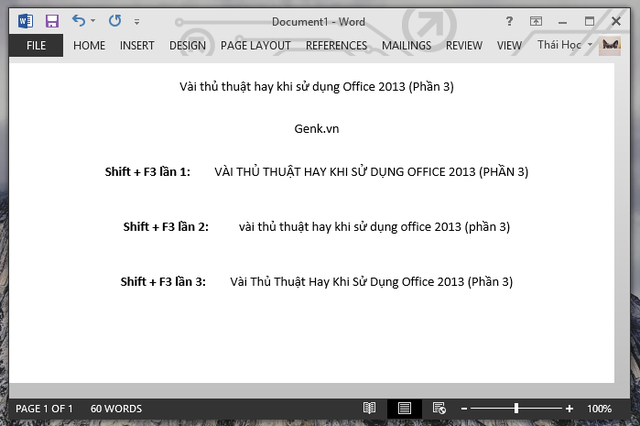 Document1 - Word
FILE HOME INSERT DESIGN PAGE LAYOUT REFERENCES MAILINGS REVIEW VIEW Thái Học
Vài thủ thuật hay khi sử dụng Office 2013 (Phần 3)
Genk.vn
Shift + F3 lần 1: VÀI THỦ THUẬT HAY KHI SỬ DỤNG OFFICE 2013 (PHẦN 3)
Shift + F3 lần 2: vài thủ thuật hay khi sử dụng office 2013 (phần 3)
Shift + F3 lần 3: Vài Thủ Thuật Hay Khi Sử Dụng Office 2013 (Phần 3)
PAGE 1 OF 1 60 WORDS 100%